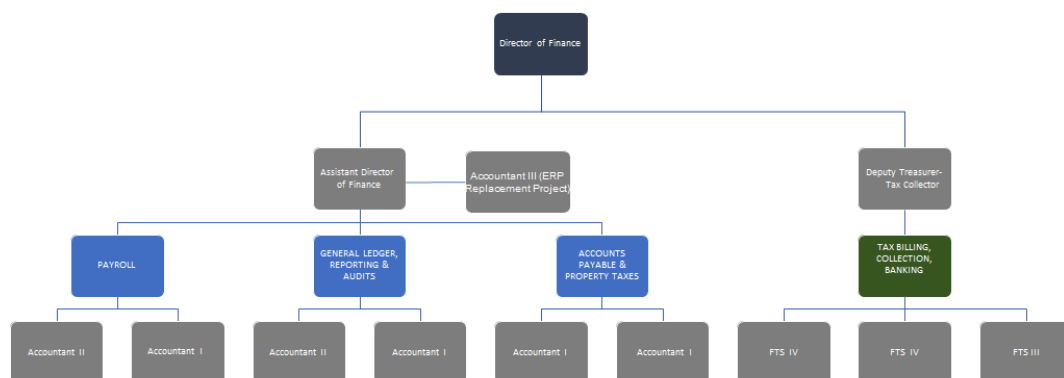 Director of Finance
Assistant Director
of Finance
Accountant III (ERP
Replacement Project)
Deputy Treasurer-
Tax Collector
PAYROLL
GENERAL LEDGER,
REPORTING &
AUDITS
ACCOUNTS
PAYABLE &
PROPERTY TAXES
TAX BILLING,
COLLECTION,
BANKING
Accountant II
Accountant I
Accountant II
Accountant I
Accountant I
Accountant I
FTS IV
FTS IV
FTS III